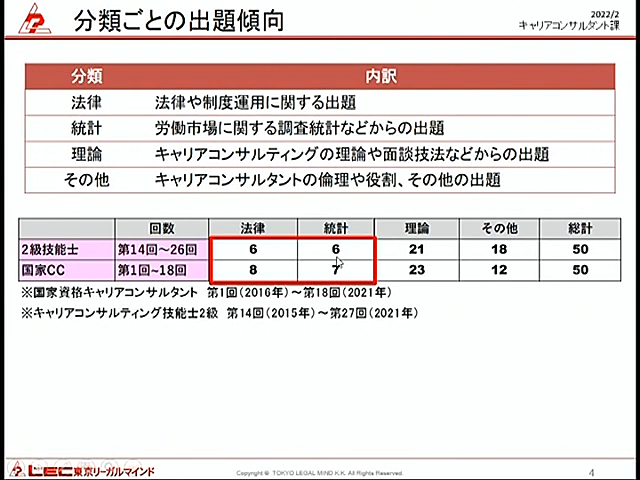 分類ごとの出題傾向
2022/2
キャリアコンサルタント課
分類 内訳
法律 法律や制度運用に関する出題
統計 労働市場に関する調査統計などからの出題
理論 キャリアコンサルティングの理論や面談技法などからの出題
その他 キャリアコンサルタントの倫理や役割、その他の出題
回数 法律 統計 理論 その他 総計
2級技能士 第14回～26回 6 6 21 18 50
国家CC 第1回~18回 8 7 23 12 50
※国家資格キャリアコンサルタント 第1回(2016年)～第18回(2021年)
※キャリアコンサルティング技能士2級 第14回(2015年)～第27回(2021年)
LEC東京リーガルマインド
Copyright © TOKYO LEGAL MIND K.K. All Rights Reserved.
4